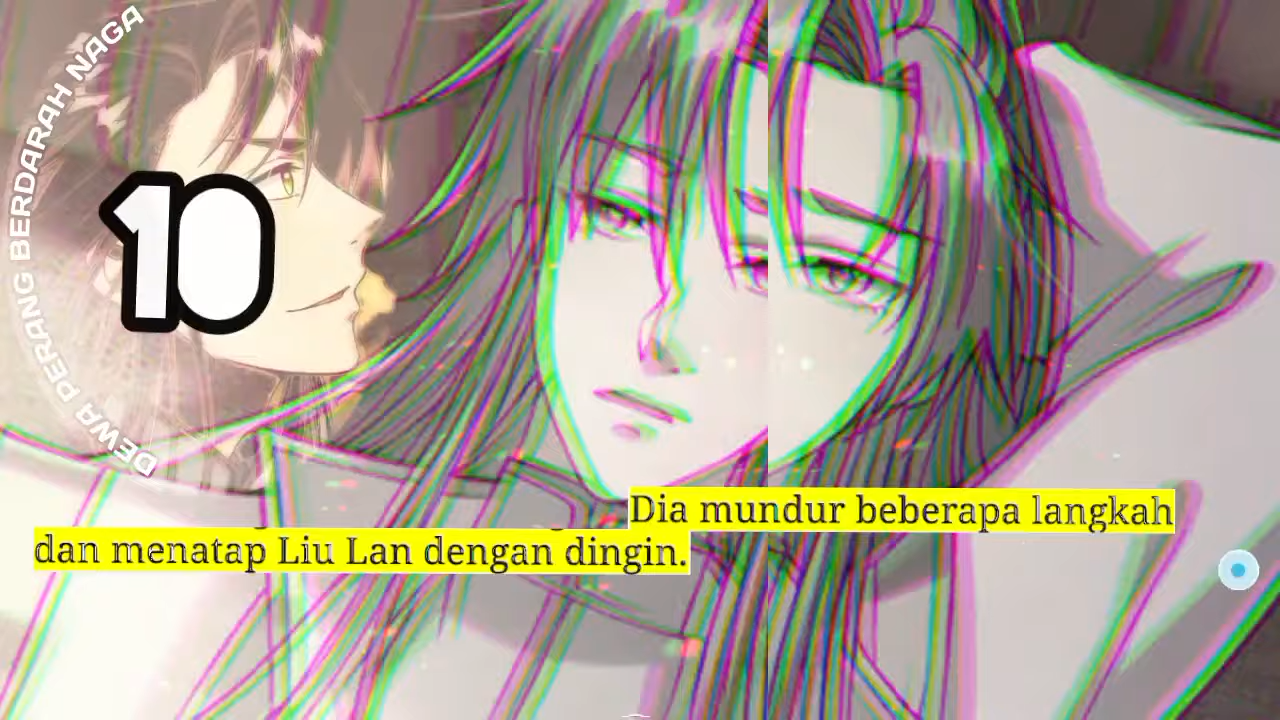 DEWA PERANG BERDARAH NAGA
10
Dia mundur beberapa langkah
dan menatap Liu Lan dengan dingin.